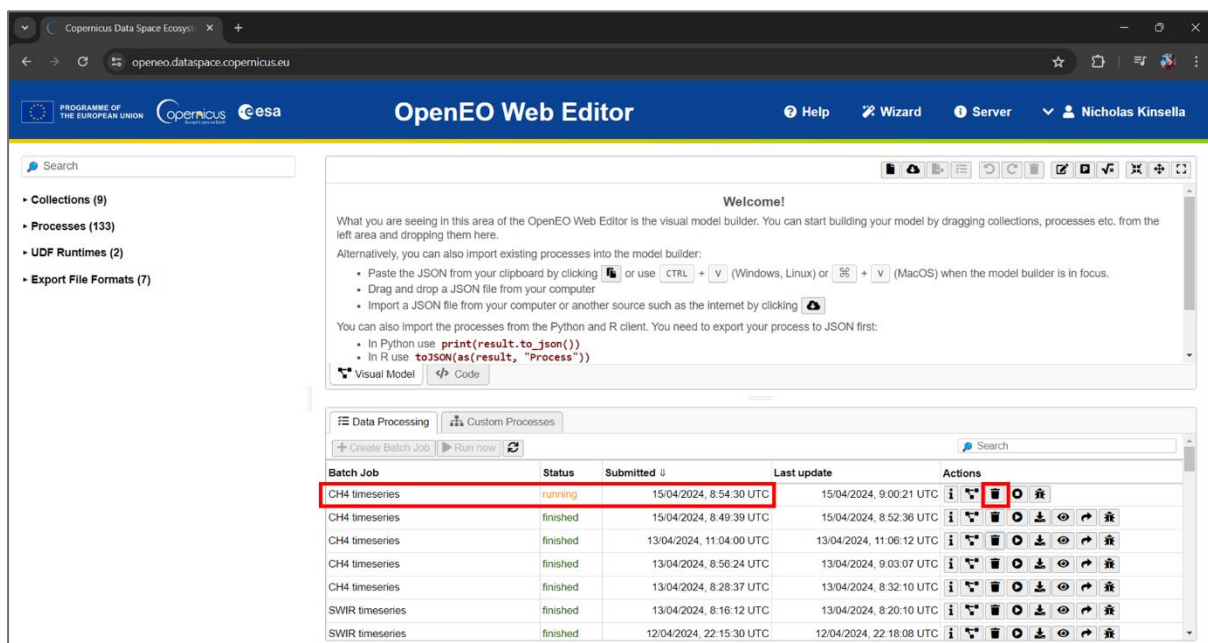 Copernicus Data Space Ecosyst
openeo.dataspace.copernicus.eu
PROGRAMME OF
THE EUROPEAN UNION
opernicus
esa
OpenEO Web Editor
Help
Wizard
Server
Nicholas Kinsella
Search
Collections (9)
Processes (133)
UDF Runtimes (2)
Export File Formats (7)
Welcome!
What you are seeing in this area of the OpenEO Web Editor is the visual model builder. You can start building your model by dragging collections, processes etc. from the
left area and dropping them here.
Alternatively, you can also import existing processes into the model builder:
• Paste the JSON from your clipboard by clicking or use CTRL + V (Windows, Linux) or ⌘ + V (MacOS) when the model builder is in focus.
• Drag and drop a JSON file from your computer
• Import a JSON file from your computer or another source such as the internet by clicking
You can also import the processes from the Python and R client. You need to export your process to JSON first:
• In Python use print(result.to_json())
• In R use toJSON(as(result, "Process"))
Visual Model </> Code
Data Processing Custom Processes
+ Create Batch Job Run now Search
Batch Job Status Submitted ⇓ Last update Actions
CH4 timeseries running 15/04/2024, 8:54:30 UTC 15/04/2024, 9:00:21 UTC
CH4 timeseries finished 15/04/2024, 8:49:39 UTC 15/04/2024, 8:52:36 UTC
CH4 timeseries finished 13/04/2024, 11:04:00 UTC 13/04/2024, 11:06:12 UTC
CH4 timeseries finished 13/04/2024, 8:56:24 UTC 13/04/2024, 9:03:07 UTC
CH4 timeseries finished 13/04/2024, 8:28:37 UTC 13/04/2024, 8:32:10 UTC
SWIR timeseries finished 13/04/2024, 8:16:12 UTC 13/04/2024, 8:20:10 UTC
SWIR timeseries finished 12/04/2024, 22:15:30 UTC 12/04/2024, 22:18:08 UTC